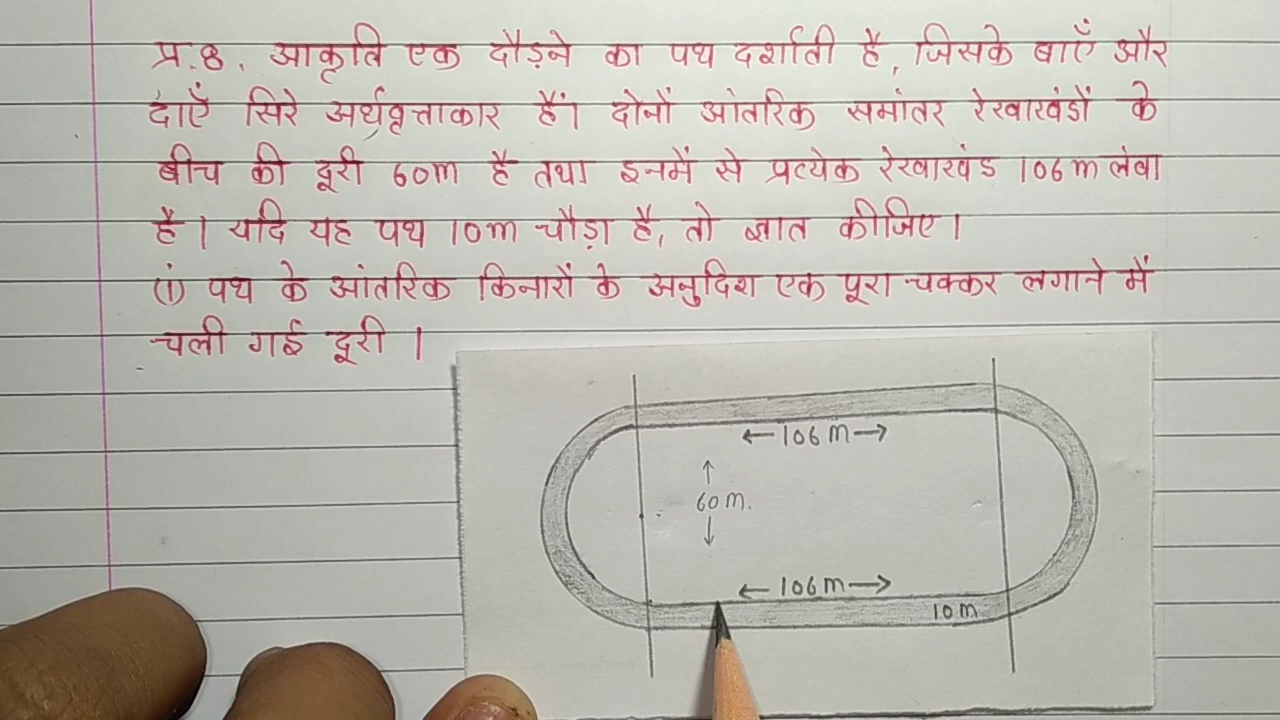 प्र.8. आकृति एक दौड़ने का पथ दर्शाती है, जिसके बाएँ और
दाएँ सिरे अर्धवृत्ताकार हैं। दोनों आंतरिक समांतर रेखाखंडों के
बीच की दूरी 60m है तथा इनमें से प्रत्येक रेखाखंड 106m लंबा
है। यदि यह पथ 10m चौड़ा है, तो ज्ञात कीजिए।
(i) पथ के आंतरिक किनारों के अनुदिश एक पूरा चक्कर लगाने में
चली गई दूरी।
←106m→
60m.
←106m→
10m